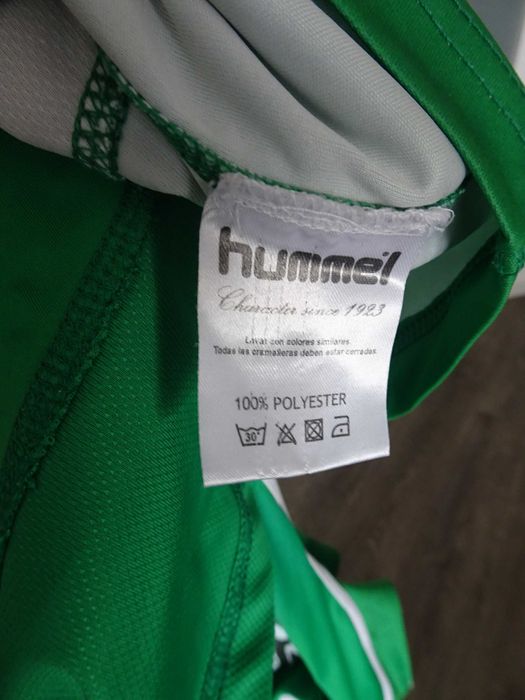 hummel
Character since 1923
Lavar con colores similares.
Todas las cremalleras deben estar cerradas.
100% POLYESTER
30°